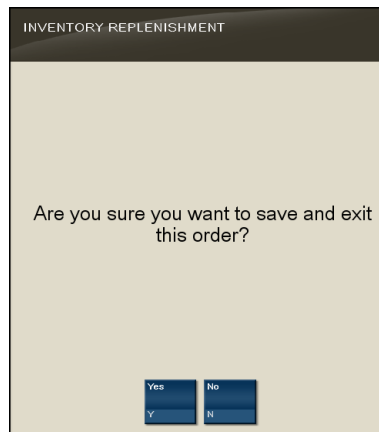 INVENTORY REPLENISHMENT
Are you sure you want to save and exit
this order?
Yes No
Y N